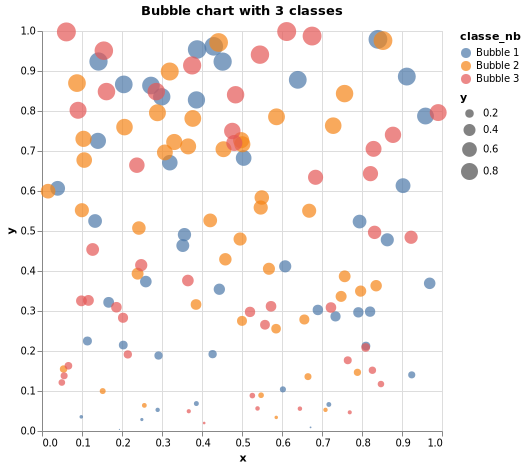 Bubble chart with 3 classes
classe_nb
Bubble 1
Bubble 2
Bubble 3
y
0.2
0.4
0.6
0.8
y
1.0
0.9
0.8
0.7
0.6
0.5
0.4
0.3
0.2
0.1
0.0
0.0 0.1 0.2 0.3 0.4 0.5 0.6 0.7 0.8 0.9 1.0
x